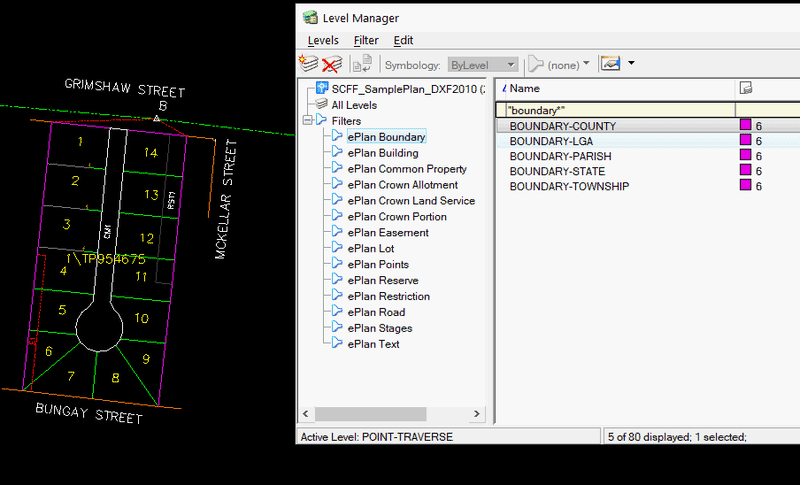 GRIMSHAW STREET
B
1
14
2
13
RST1
3
CM1
12
MCKELLAR STREET
1\TP954675
4
11
5
10
E1
6
9
7
8
BUNGAY STREET
Level Manager
Levels Filter Edit
Symbology: ByLevel (none)
SCFF_SamplePlan_DXF2010 (2
All Levels
Filters
ePlan Boundary
ePlan Building
ePlan Common Property
ePlan Crown Allotment
ePlan Crown Land Service
ePlan Crown Portion
ePlan Easement
ePlan Lot
ePlan Points
ePlan Reserve
ePlan Restriction
ePlan Road
ePlan Stages
ePlan Text
Name
"boundary*"
BOUNDARY-COUNTY 6
BOUNDARY-LGA 6
BOUNDARY-PARISH 6
BOUNDARY-STATE 6
BOUNDARY-TOWNSHIP 6
Active Level: POINT-TRAVERSE
5 of 80 displayed; 1 selected;